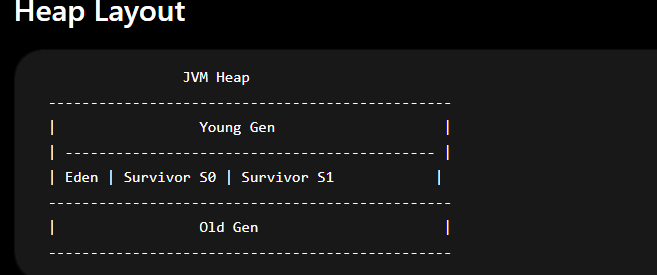 Heap Layout
JVM Heap
------------------------------------------------
| Young Gen |
| -------------------------------------------- |
| Eden | Survivor S0 | Survivor S1 |
------------------------------------------------
| Old Gen |
------------------------------------------------